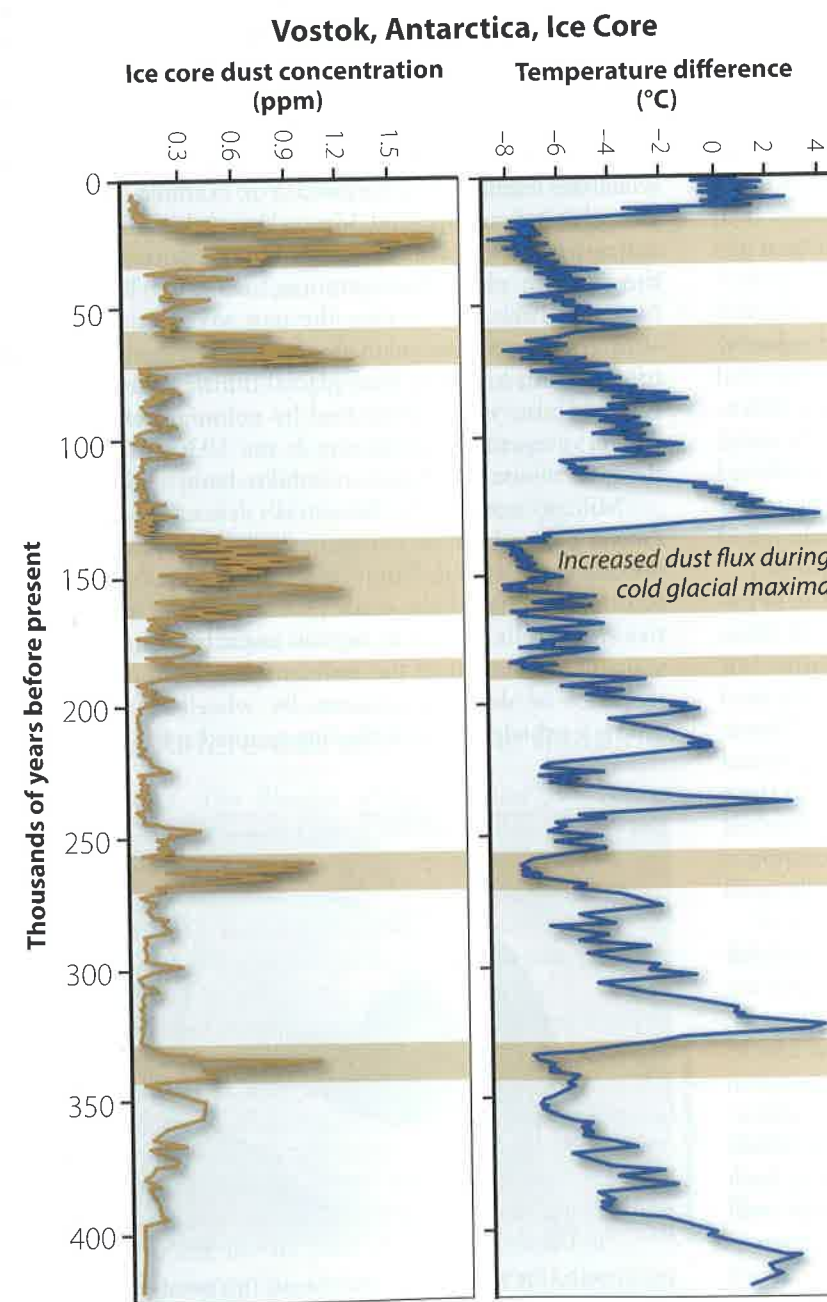 Vostok, Antarctica, Ice Core
Ice core dust concentration
(ppm)
Temperature difference
(°C)
0.3
0.6
0.9
1.2
1.5
–8
–6
–4
–2
0
2
4
Thousands of years before present
0
50
100
150
200
250
300
350
400
Increased dust flux during
cold glacial maxima